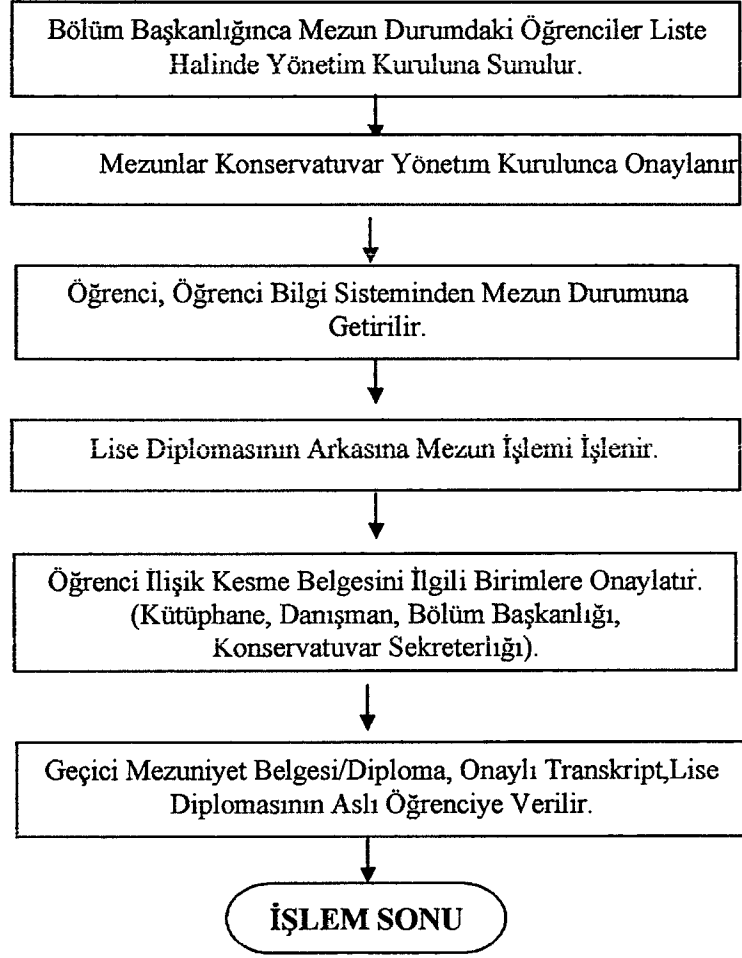 Bölüm Başkanlığınca Mezun Durumdaki Öğrenciler Liste
Halinde Yönetim Kuruluna Sunulur.
Mezunlar Konservatuvar Yönetim Kurulunca Onaylanır
Öğrenci, Öğrenci Bilgi Sisteminden Mezun Durumuna
Getirilir.
Lise Diplomasının Arkasına Mezun İşlemi İşlenir.
Öğrenci İlişik Kesme Belgesini İlgili Birimlere Onaylatır.
(Kütüphane, Danışman, Bölüm Başkanlığı,
Konservatuvar Sekreterlığı).
Geçici Mezuniyet Belgesi/Diploma, Onaylı Transkript,Lise
Diplomasının Aslı Öğrenciye Verilir.
İŞLEM SONU